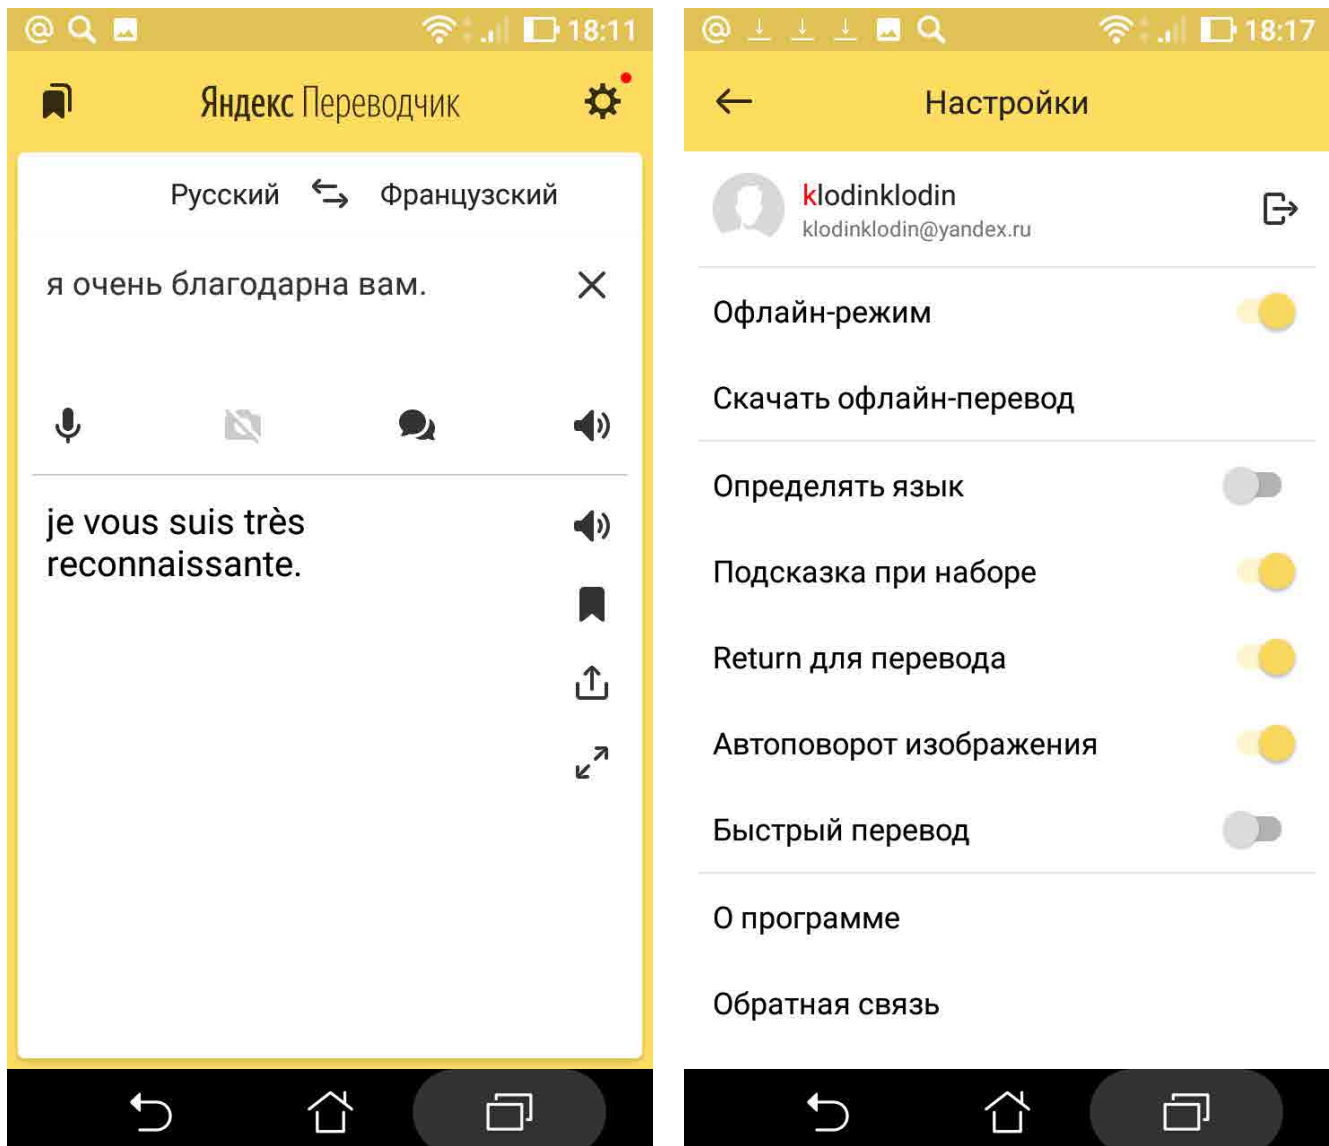 18:11
Яндекс Переводчик
Русский
Французский
я очень благодарна вам.
je vous suis très
reconnaissante.
18:17
Настройки
klodinklodin
klodinklodin@yandex.ru
Офлайн-режим
Скачать офлайн-перевод
Определять язык
Подсказка при наборе
Return для перевода
Автоповорот изображения
Быстрый перевод
О программе
Обратная связь